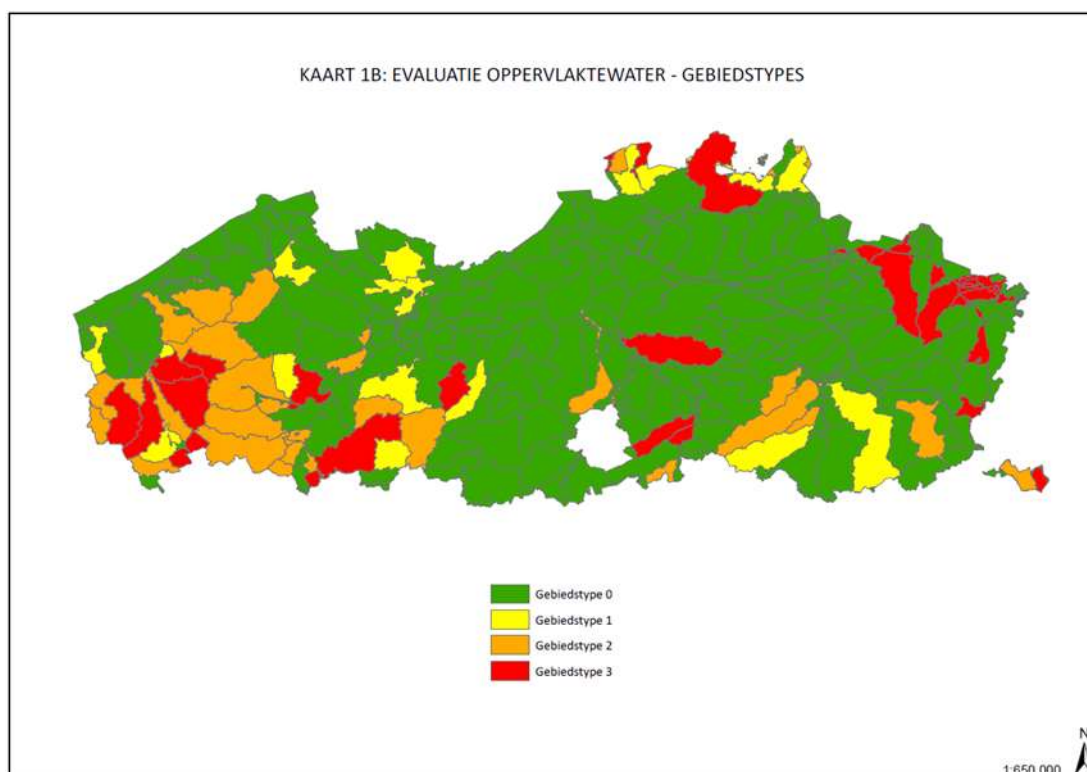 KAART 1B: EVALUATIE OPPERVLAKTEWATER - GEBIEDSTYPES
Gebiedstype 0
Gebiedstype 1
Gebiedstype 2
Gebiedstype 3
N
1:650.000